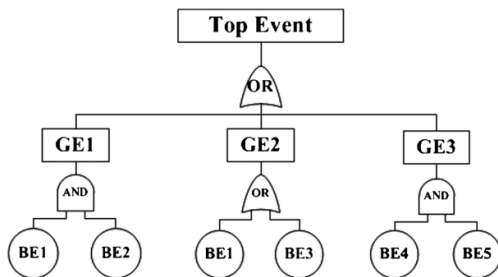 Top Event
OR
GE1 GE2 GE3
AND OR AND
BE1 BE2 BE1 BE3 BE4 BE5